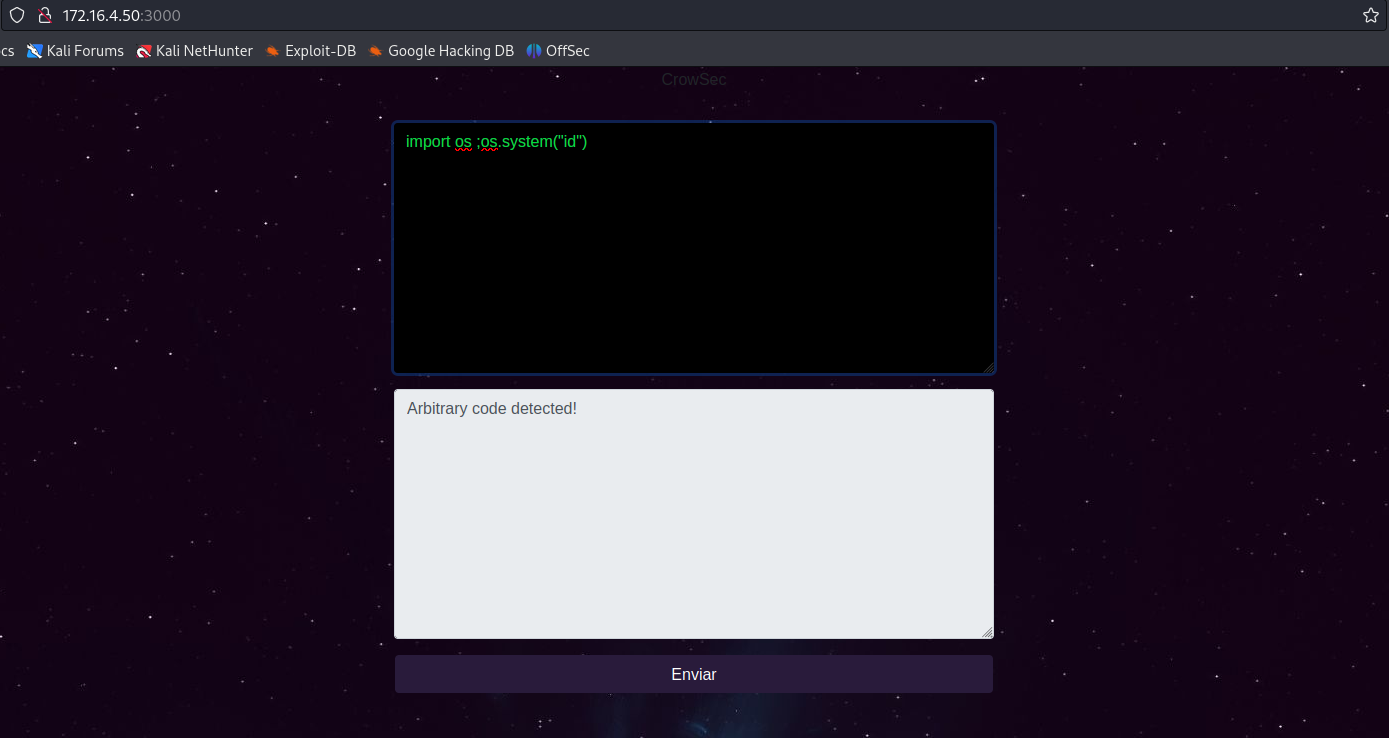 172.16.4.50:3000
cs Kali Forums Kali NetHunter Exploit-DB Google Hacking DB OffSec
CrowSec
import os ;os.system("id")
Arbitrary code detected!
Enviar